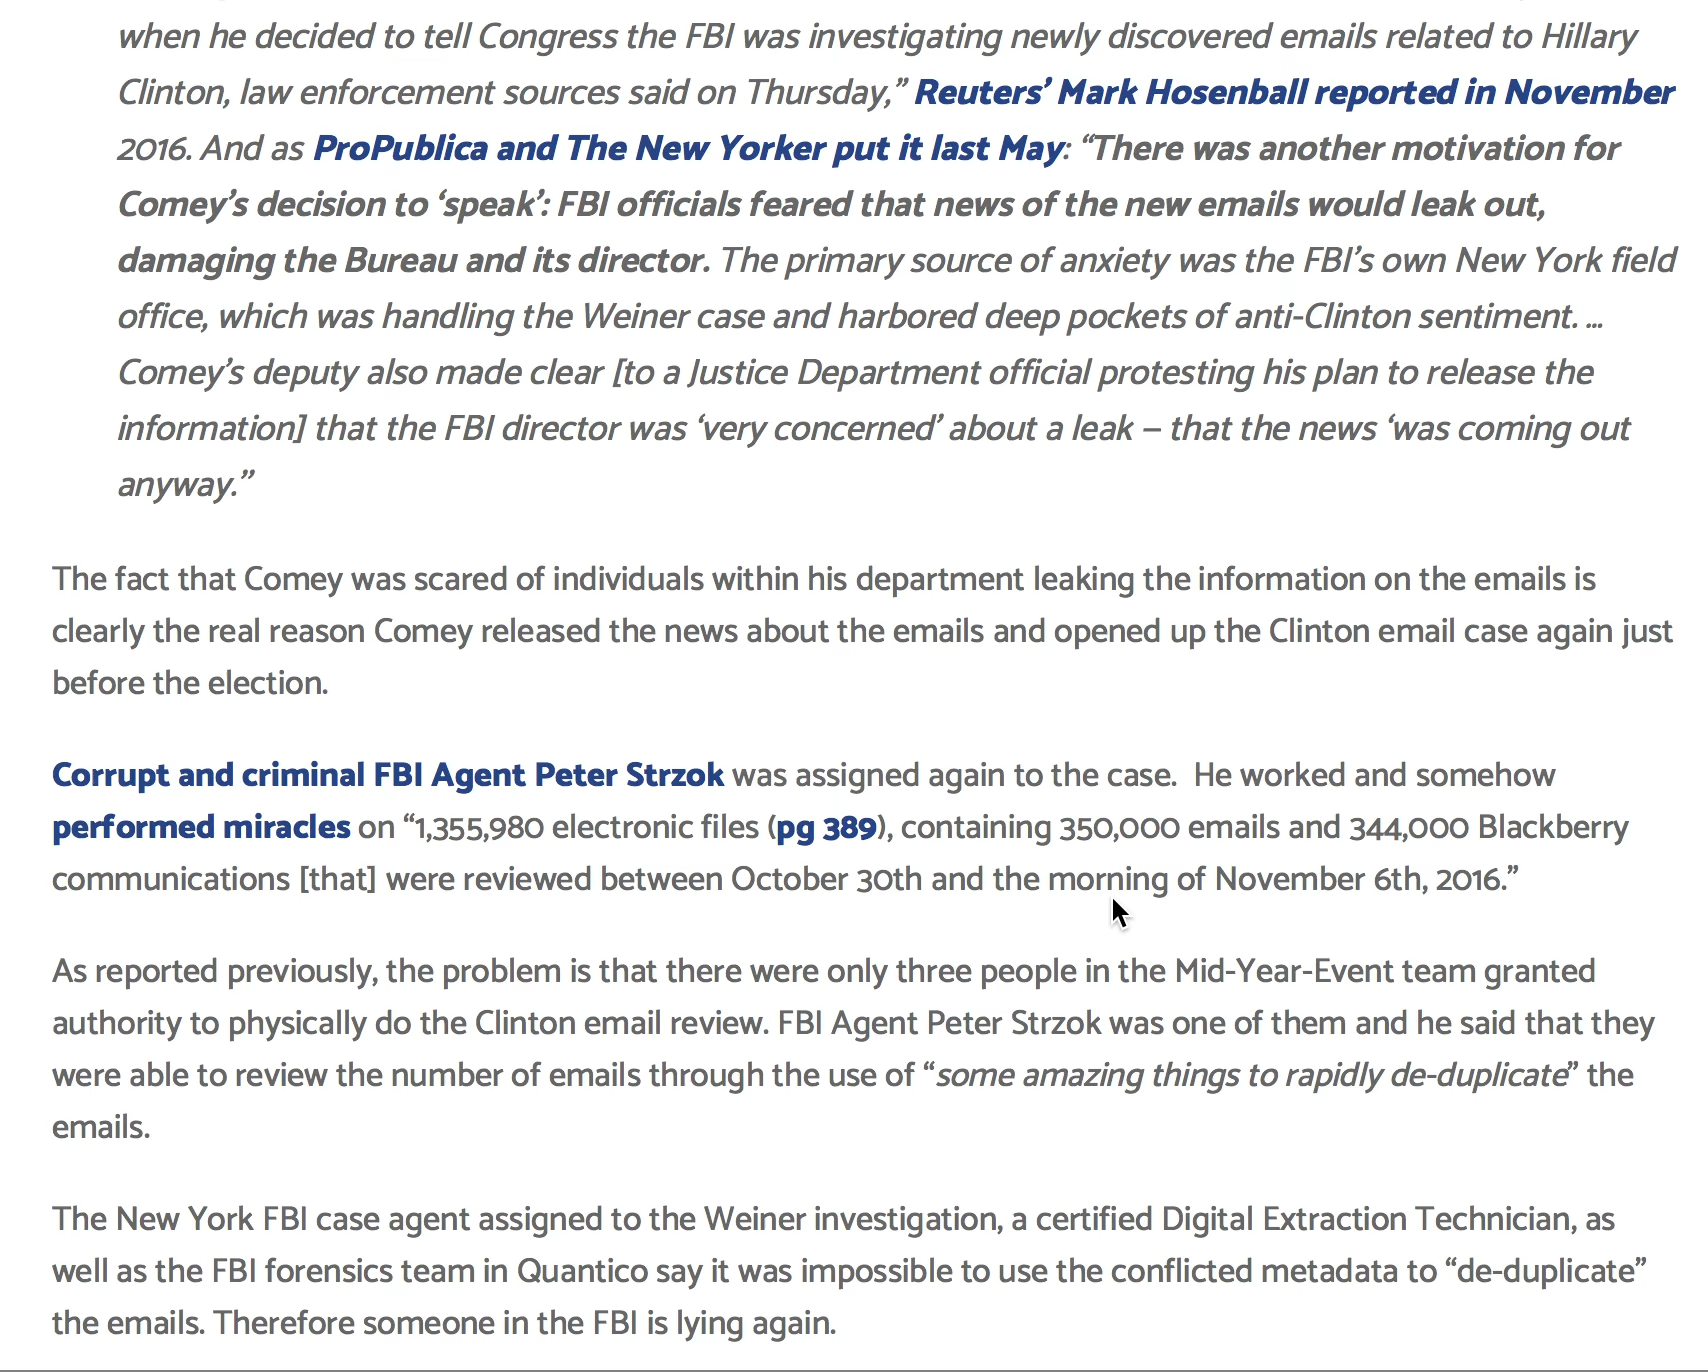 when he decided to tell Congress the FBI was investigating newly discovered emails related to Hillary
Clinton, law enforcement sources said on Thursday,” Reuters’ Mark Hosenball reported in November
2016. And as ProPublica and The New Yorker put it last May: “There was another motivation for
Comey’s decision to ‘speak’: FBI officials feared that news of the new emails would leak out,
damaging the Bureau and its director. The primary source of anxiety was the FBI’s own New York field
office, which was handling the Weiner case and harbored deep pockets of anti-Clinton sentiment. …
Comey’s deputy also made clear [to a Justice Department official protesting his plan to release the
information] that the FBI director was ‘very concerned’ about a leak – that the news ‘was coming out
anyway.”
The fact that Comey was scared of individuals within his department leaking the information on the emails is
clearly the real reason Comey released the news about the emails and opened up the Clinton email case again just
before the election.
Corrupt and criminal FBI Agent Peter Strzok was assigned again to the case.  He worked and somehow
performed miracles on “1,355,980 electronic files (pg 389), containing 350,000 emails and 344,000 Blackberry
communications [that] were reviewed between October 30th and the morning of November 6th, 2016.”
As reported previously, the problem is that there were only three people in the Mid-Year-Event team granted
authority to physically do the Clinton email review. FBI Agent Peter Strzok was one of them and he said that they
were able to review the number of emails through the use of “some amazing things to rapidly de-duplicate” the
emails.
The New York FBI case agent assigned to the Weiner investigation, a certified Digital Extraction Technician, as
well as the FBI forensics team in Quantico say it was impossible to use the conflicted metadata to “de-duplicate”
the emails. Therefore someone in the FBI is lying again.